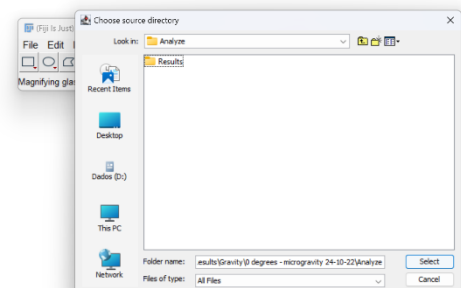 Choose source directory
(Fiji Is Just)
File Edit
Look in: Analyze
Magnifying glas
Results
Recent Items
Desktop
Dados (D:)
This PC
Network
Folder name: .esults\Gravity\0 degrees - microgravity 24-10-22\Analyze
Select
Files of type: All Files
Cancel